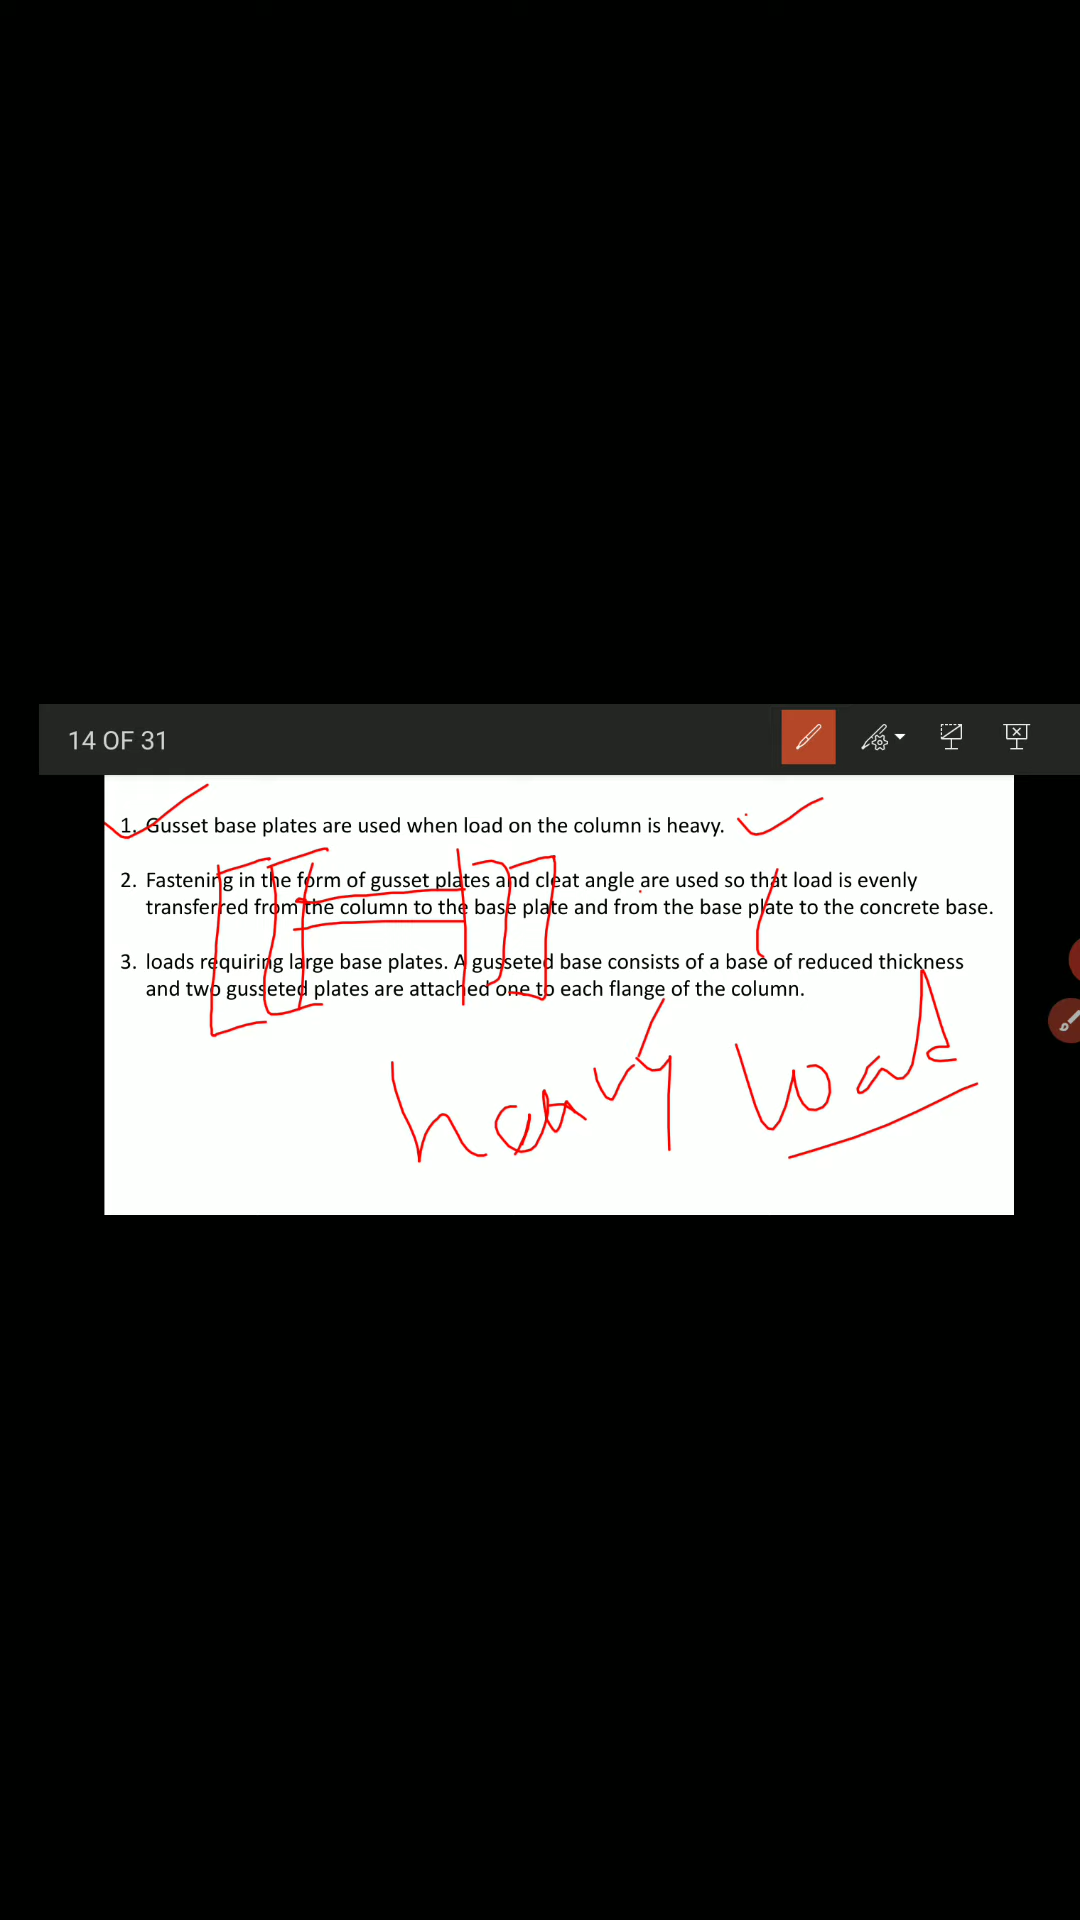 14 OF 31
1. Gusset base plates are used when load on the column is heavy.
2. Fastening in the form of gusset plates and cleat angle are used so that load is evenly
transferred from the column to the base plate and from the base plate to the concrete base.
3. loads requiring large base plates. A gusseted base consists of a base of reduced thickness
and two gusseted plates are attached one to each flange of the column.
heavy load